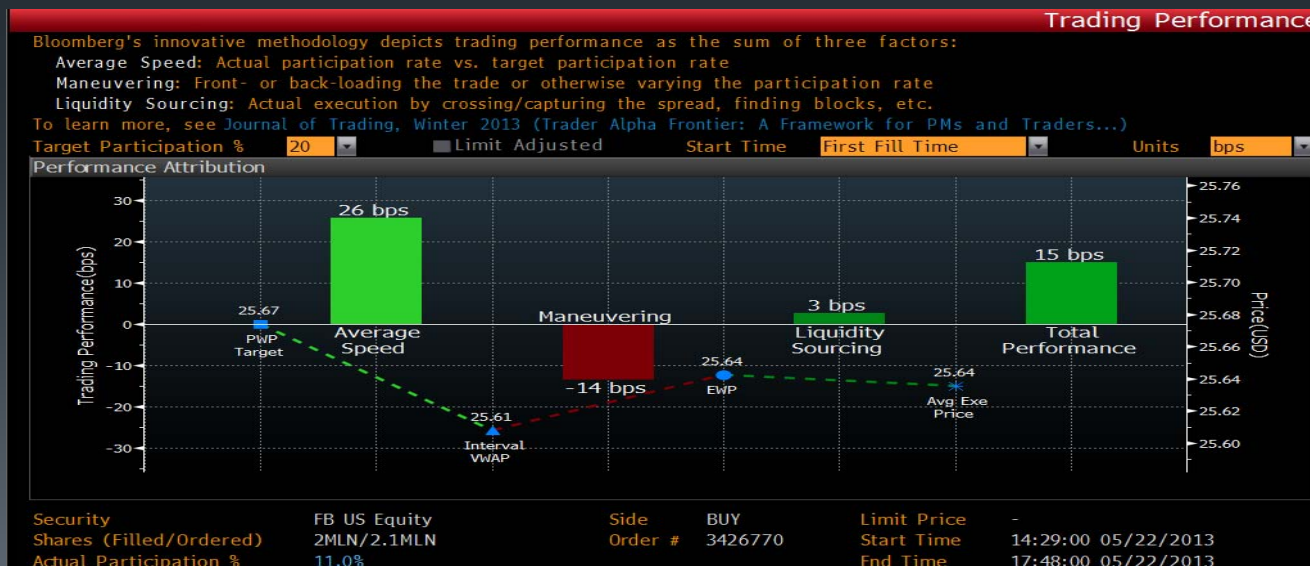 Trading Performance
Bloomberg's innovative methodology depicts trading performance as the sum of three factors:
Average Speed: Actual participation rate vs. target participation rate
Maneuvering: Front- or back-loading the trade or otherwise varying the participation rate
Liquidity Sourcing: Actual execution by crossing/capturing the spread, finding blocks, etc.
To learn more, see Journal of Trading, Winter 2013 (Trader Alpha Frontier: A Framework for PMs and Traders...)
Target Participation % 20 Limit Adjusted Start Time First Fill Time Units bps
Performance Attribution
Trading Performance(bps)
30
20
10
0
-10
-20
-30
25.67
PWP
Target
26 bps
Average
Speed
25.61
Interval
VWAP
Maneuvering
-14 bps
25.64
EWP
3 bps
Liquidity
Sourcing
25.64
Avg Exe
Price
15 bps
Total
Performance
25.76
25.74
25.72
25.70
25.68
25.66
25.64
25.62
25.60
Price(USD)
Security FB US Equity Side BUY Limit Price -
Shares (Filled/Ordered) 2MLN/2.1MLN Order # 3426770 Start Time 14:29:00 05/22/2013
Actual Participation % 11.0% End Time 17:48:00 05/22/2013